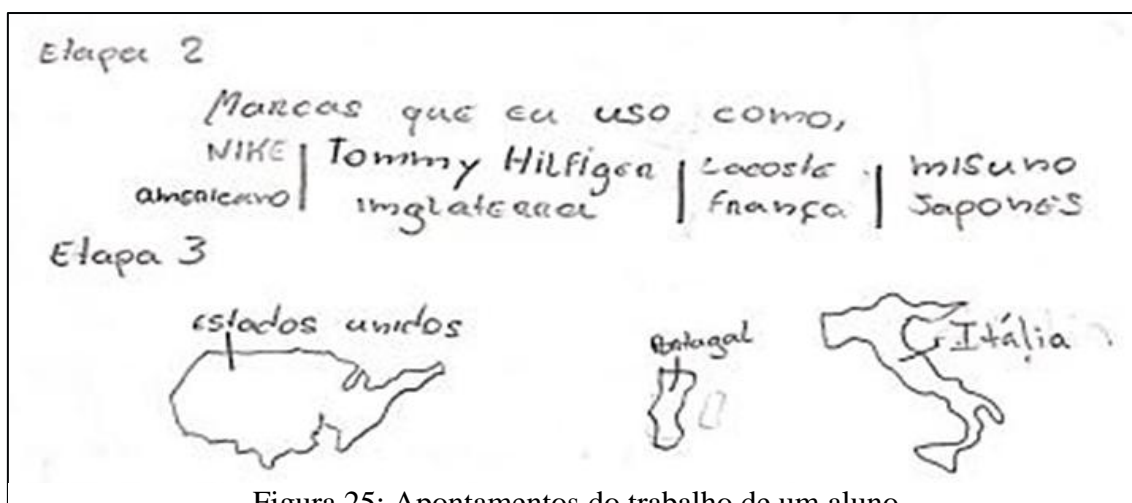 Etapa 2
Marcas que eu uso como,
NIKE | Tommy Hilfiger | Lacoste | misuno
americano | inglaterra | França | Japonês
Etapa 3
estados unidos
Portugal
Itália
Figura 25: Apontamentos do trabalho de um aluno